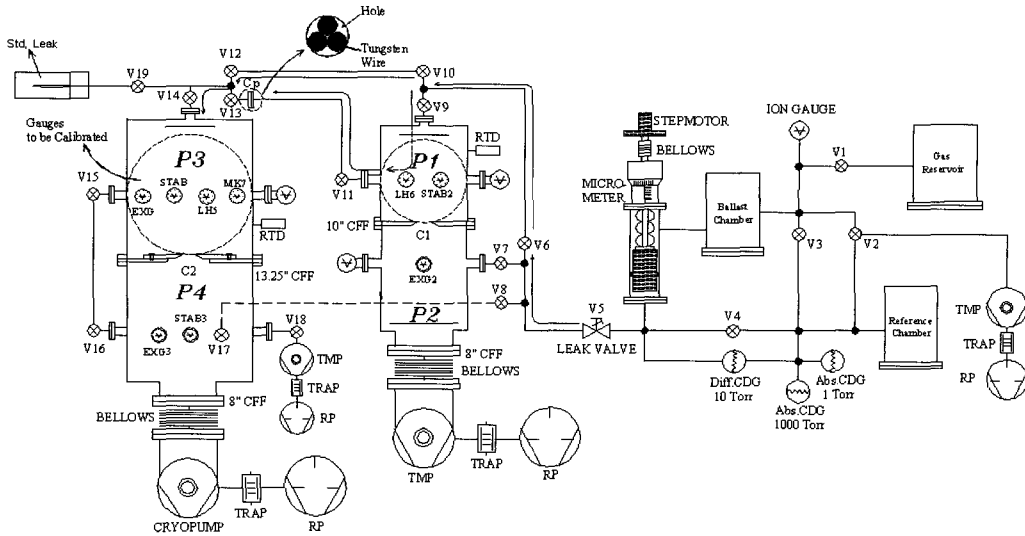 Hole
Tungsten
Wire
Std, Leak
V19
V12
V10
V14
V13
Cp
V9
Gauges
to be Calibrated
P3
P1
RTD
V15
EXG
STAB
LH5
MK7
V11
LH6
STAB2
RTD
10" CFF
C1
C2
13.25" CFF
P4
P2
EXG2
V7
V6
V8
V16
EXG3
STAB3
V17
V18
TMP
TRAP
RP
8" CFF
BELLOWS
8" CFF
BELLOWS
TMP
TRAP
RP
CRYOPUMP
TRAP
RP
STEPMOTOR
BELLOWS
MICRO-
METER
Ballast
Chamber
ION GAUGE
V1
Gas
Reservoir
V3
V2
V5
LEAK VALVE
V4
Reference
Chamber
TMP
TRAP
RP
Diff.CDG
10 Torr
Abs.CDG
1 Torr
Abs.CDG
1000 Torr